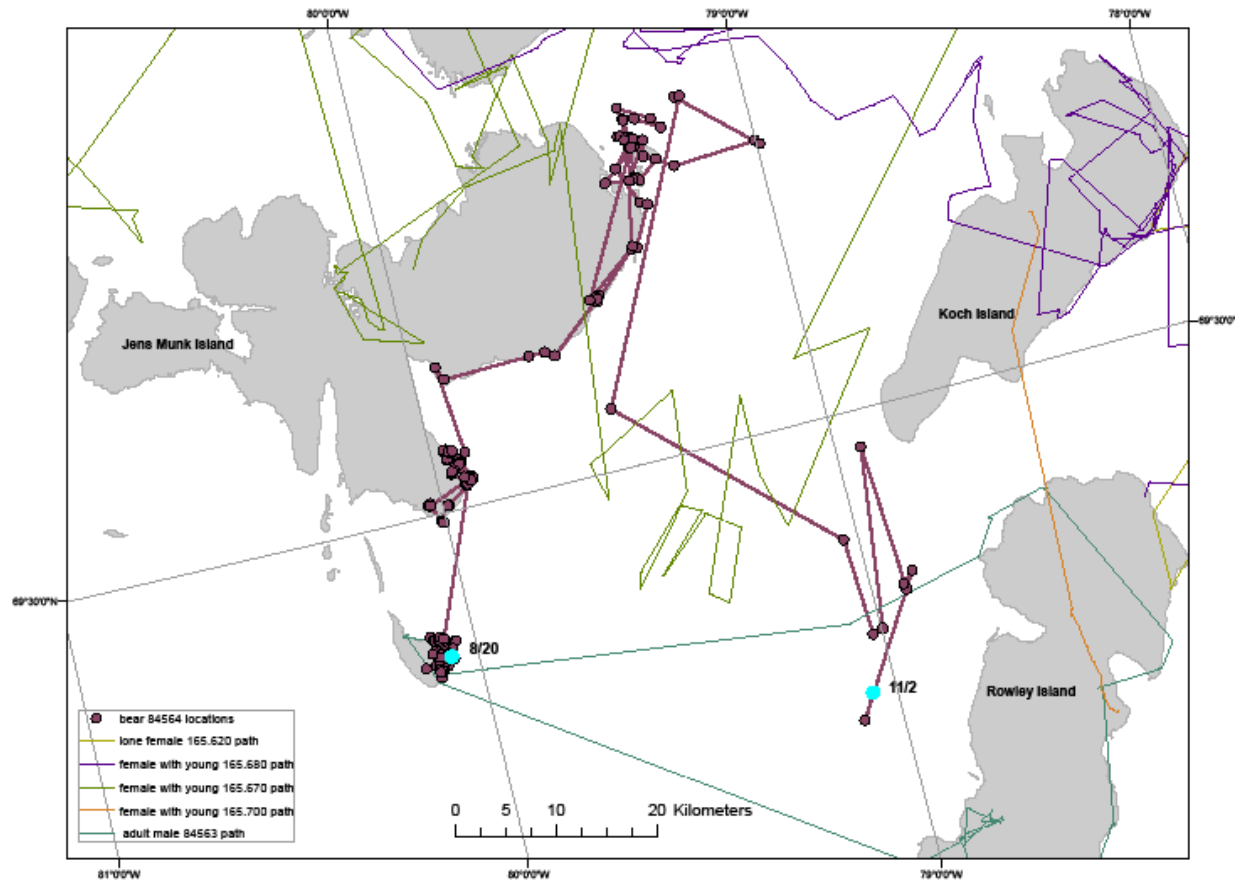 80°0'0"W
79°0'0"W
78°0'0"W
Koch Island
69°30'0"
Jens Munk Island
69°30'0"N
8/20
11/2
Rowley Island
bear 84564 locations
lone female 165.620 path
female with young 165.680 path
female with young 165.670 path
female with young 165.700 path
adult male 84563 path
0 5 10 20 Kilometers
81°0'0"W
80°0'0"W
79°0'0"W